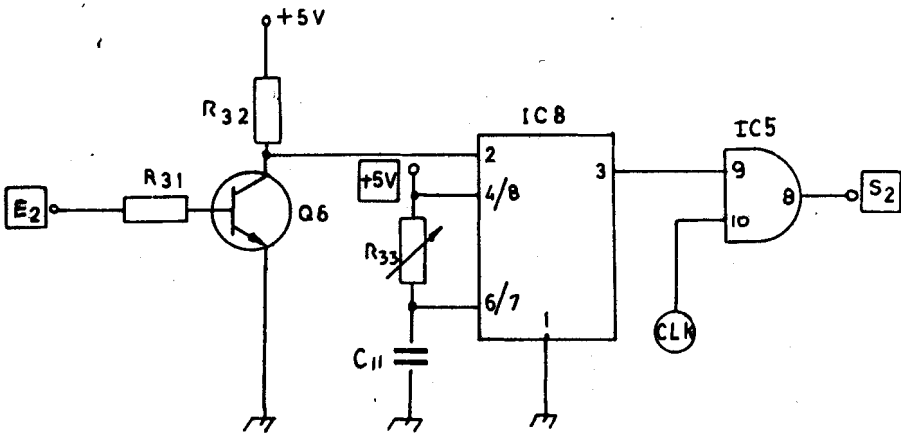 +5V
R32
IC8
IC5
2
+5V
3
9
R31
4/8
E2
Q6
8
S2
10
R33
6/7
1
CLK
C11